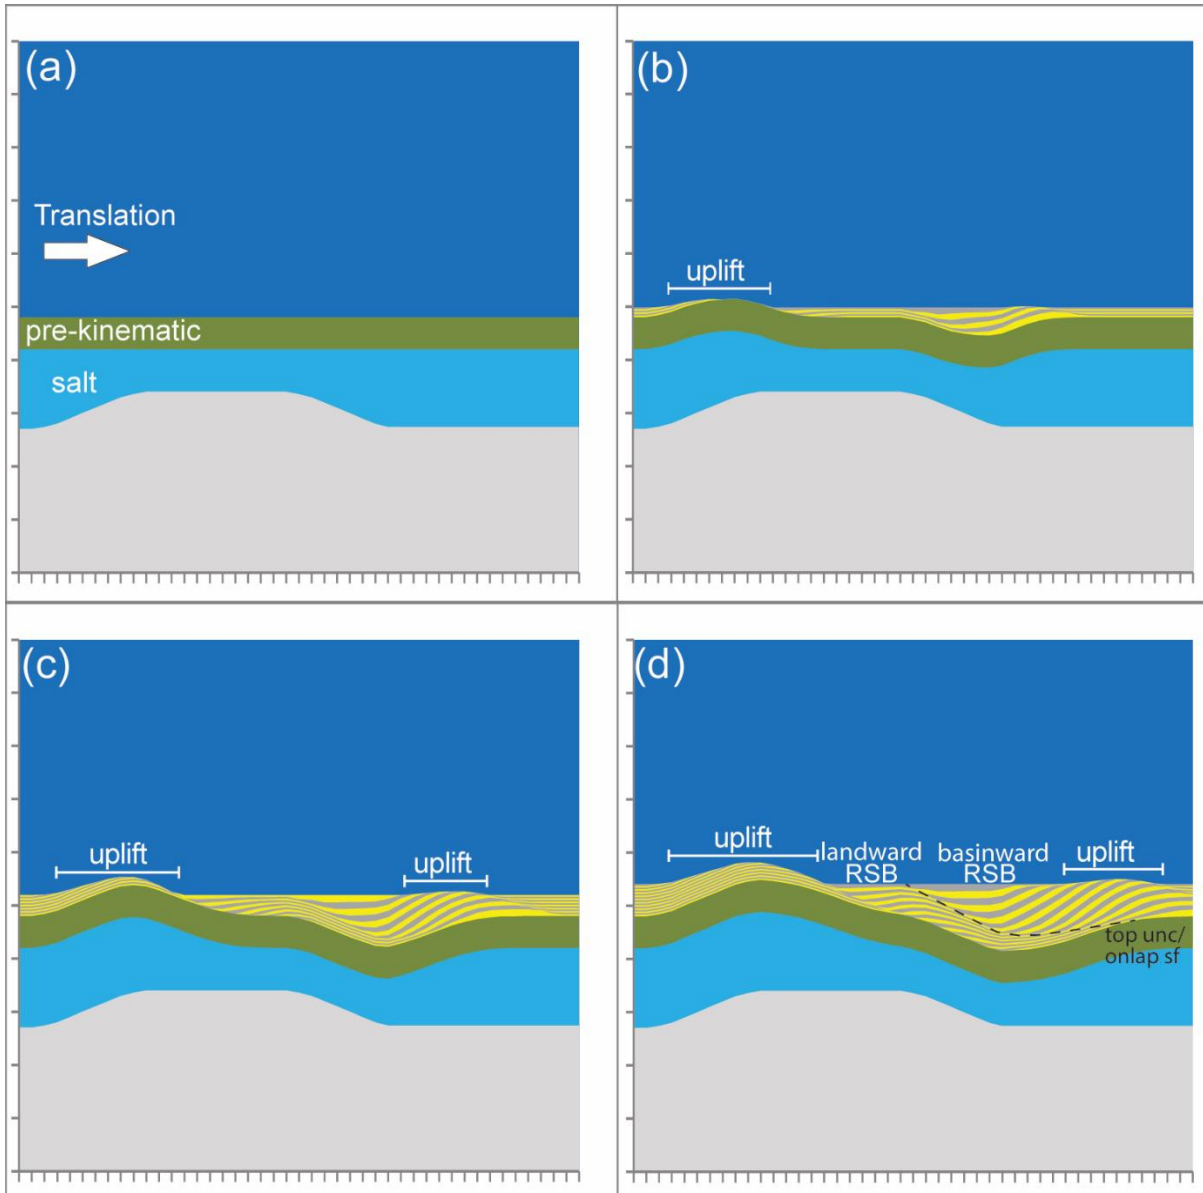 (a)
Translation
pre-kinematic
salt
(b)
uplift
(c)
uplift
uplift
(d)
uplift
landward
RSB
basinward
RSB
uplift
top unc/
onlap sf